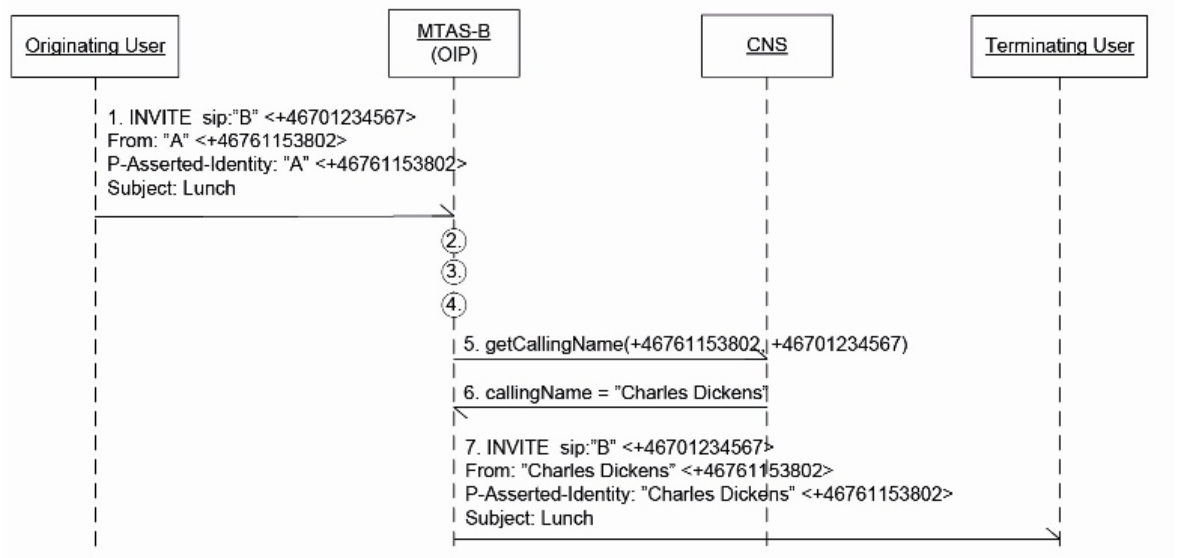 Originating User
MTAS-B
(OIP)
CNS
Terminating User
1. INVITE sip:"B" <+46701234567>
From: "A" <+46761153802>
P-Asserted-Identity: "A" <+46761153802>
Subject: Lunch
2.
3.
4.
5. getCallingName(+46761153802, +46701234567)
6. callingName = "Charles Dickens"
7. INVITE sip:"B" <+46701234567>
From: "Charles Dickens" <+46761153802>
P-Asserted-Identity: "Charles Dickens" <+46761153802>
Subject: Lunch